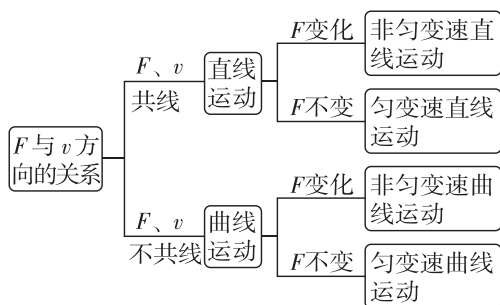 F变化
非匀变速直
线运动
F、v
共线
直线
运动
F不变
匀变速直线
运动
F 与 v 方
向的关系
F变化
非匀变速曲
线运动
F、v
不共线
曲线
运动
F不变
匀变速曲线
运动